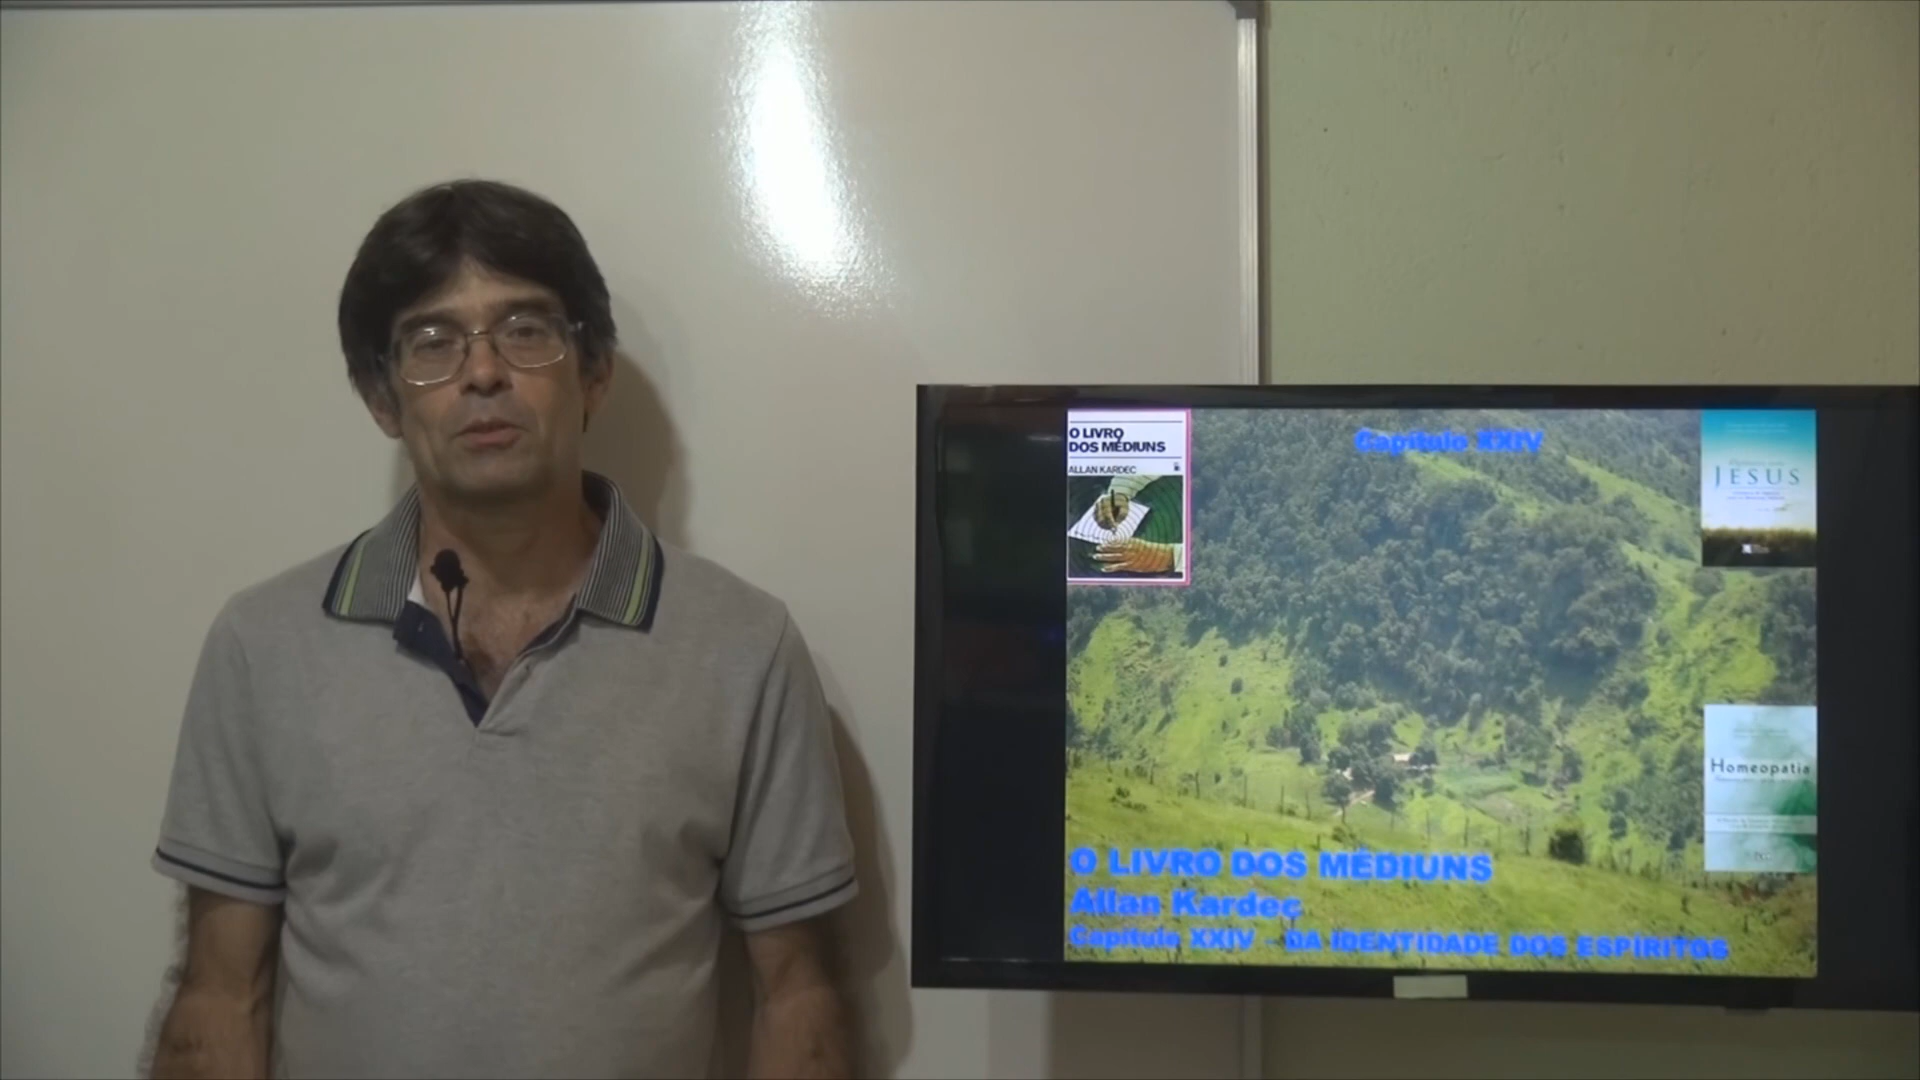 O LIVRO
DOS MÉDIUNS
ALLAN KARDEC
Capítulo XXIV
JESUS
Homeopatia
O LIVRO DOS MÉDIUNS
Allan Kardec
Capítulo XXIV – DA IDENTIDADE DOS ESPÍRITOS